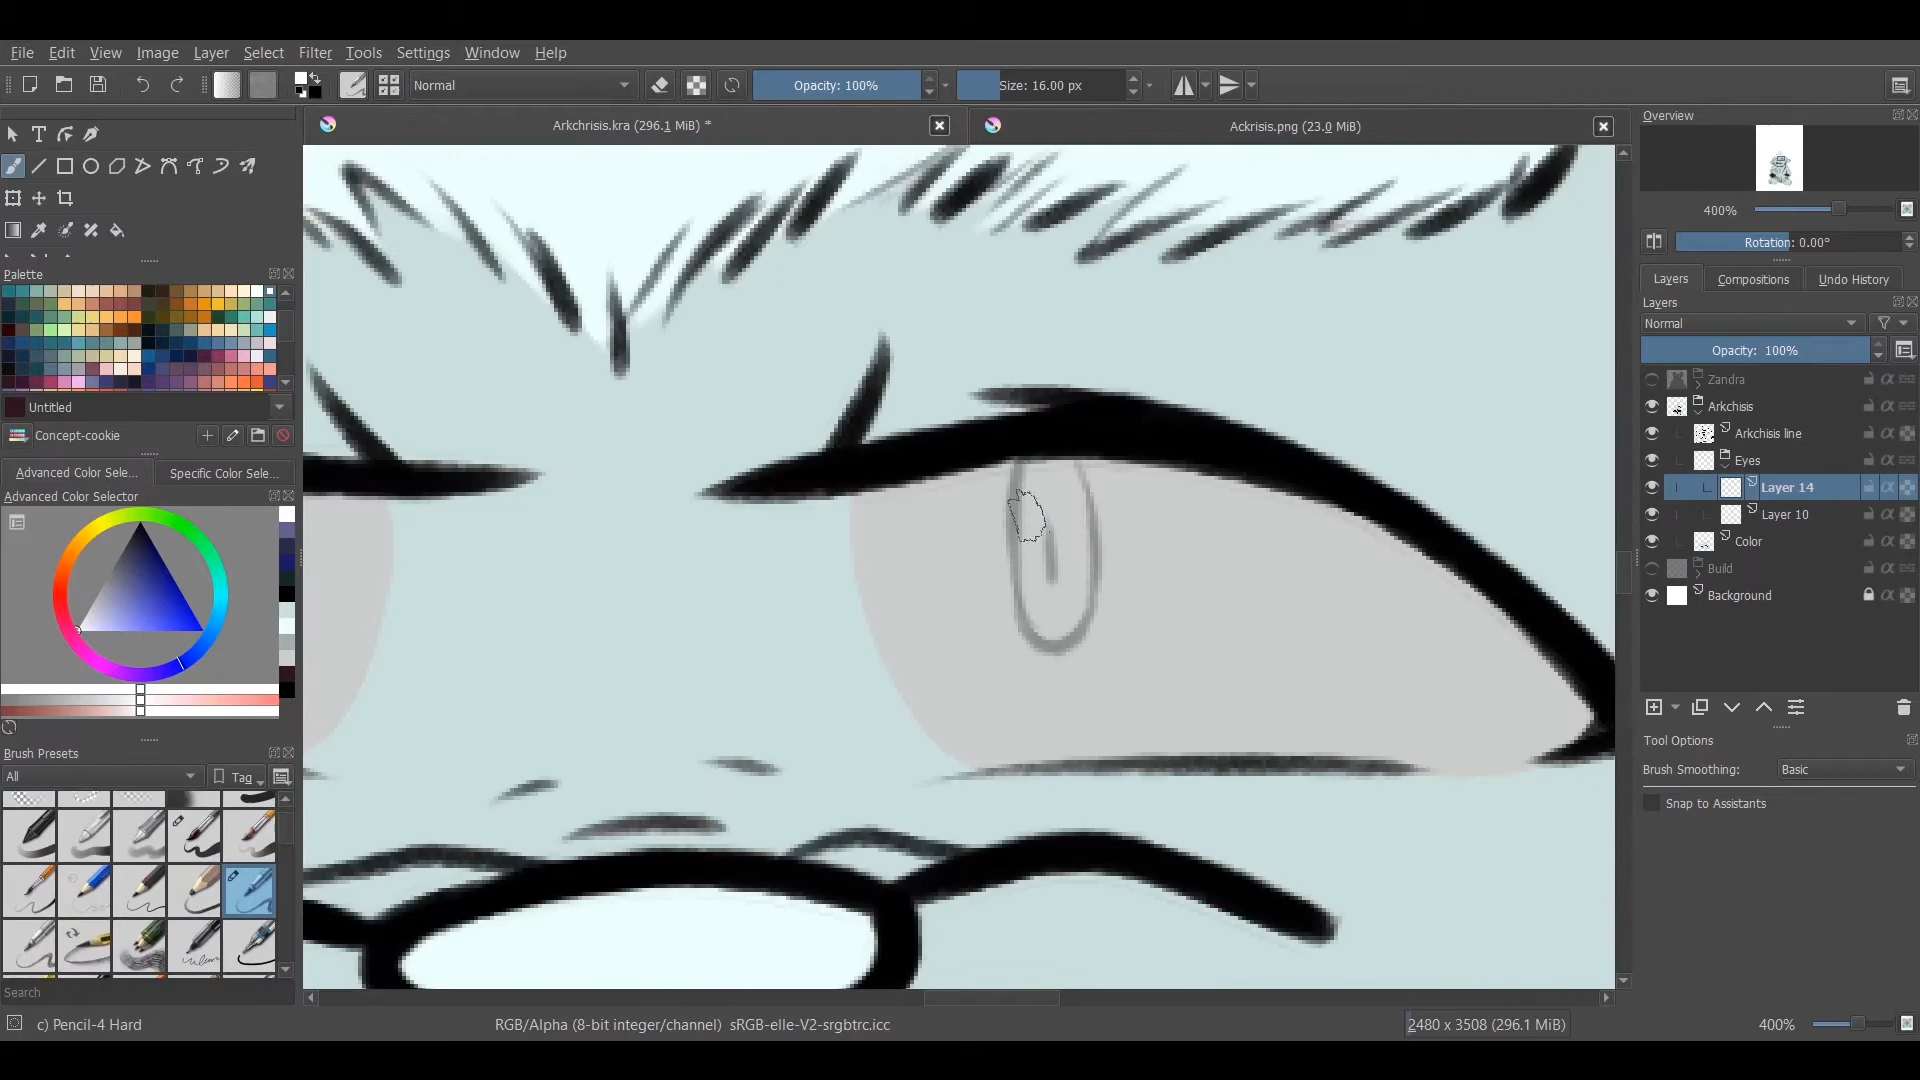 File Edit View Image Layer Select Filter Tools Settings Window Help
Normal Opacity: 100% Size: 16.00 px
Arkchrisis.kra (296.1 MiB) * Ackrisis.png (23.0 MiB)
Overview
400%
Rotation: 0.00°
Palette
Untitled
Concept-cookie
Advanced Color Sele... Specific Color Sele...
Advanced Color Selector
Brush Presets
All Tag
Search
Layers Compositions Undo History
Layers
Normal
Opacity: 100%
Zandra
Arkchisis
Arkchisis line
Eyes
Layer 14
Layer 10
Color
Build
Background
Tool Options
Brush Smoothing: Basic
Snap to Assistants
c) Pencil-4 Hard RGB/Alpha (8-bit integer/channel) sRGB-elle-V2-srgbtrc.icc 2480 x 3508 (296.1 MiB) 400%